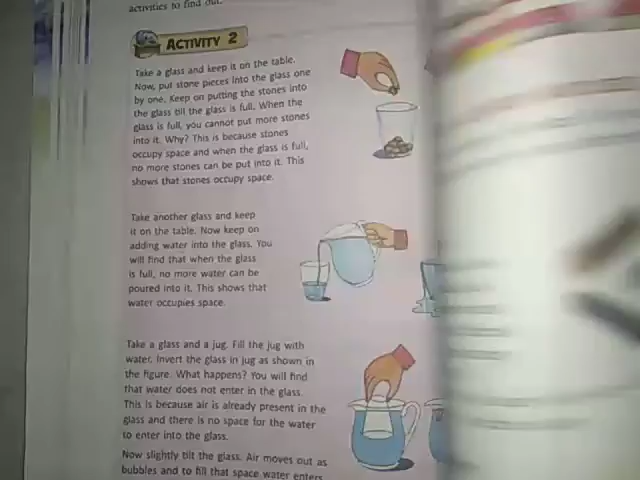 activities to find out.
ACTIVITY 2
Take a glass and keep it on the table.
Now, put stone pieces into the glass one
by one. Keep on putting the stones into
the glass till the glass is full. When the
glass is full, you cannot put more stones
into it. Why? This is because stones
occupy space and when the glass is full,
no more stones can be put into it. This
shows that stones occupy space.
Take another glass and keep
it on the table. Now keep on
adding water into the glass. You
will find that when the glass
is full, no more water can be
poured into it. This shows that
water occupies space.
Take a glass and a jug. Fill the jug with
water. Invert the glass in jug as shown in
the figure. What happens? You will find
that water does not enter in the glass.
This is because air is already present in the
glass and there is no space for the water
to enter into the glass.
Now slightly tilt the glass. Air moves out as
bubbles and to fill that space water enters